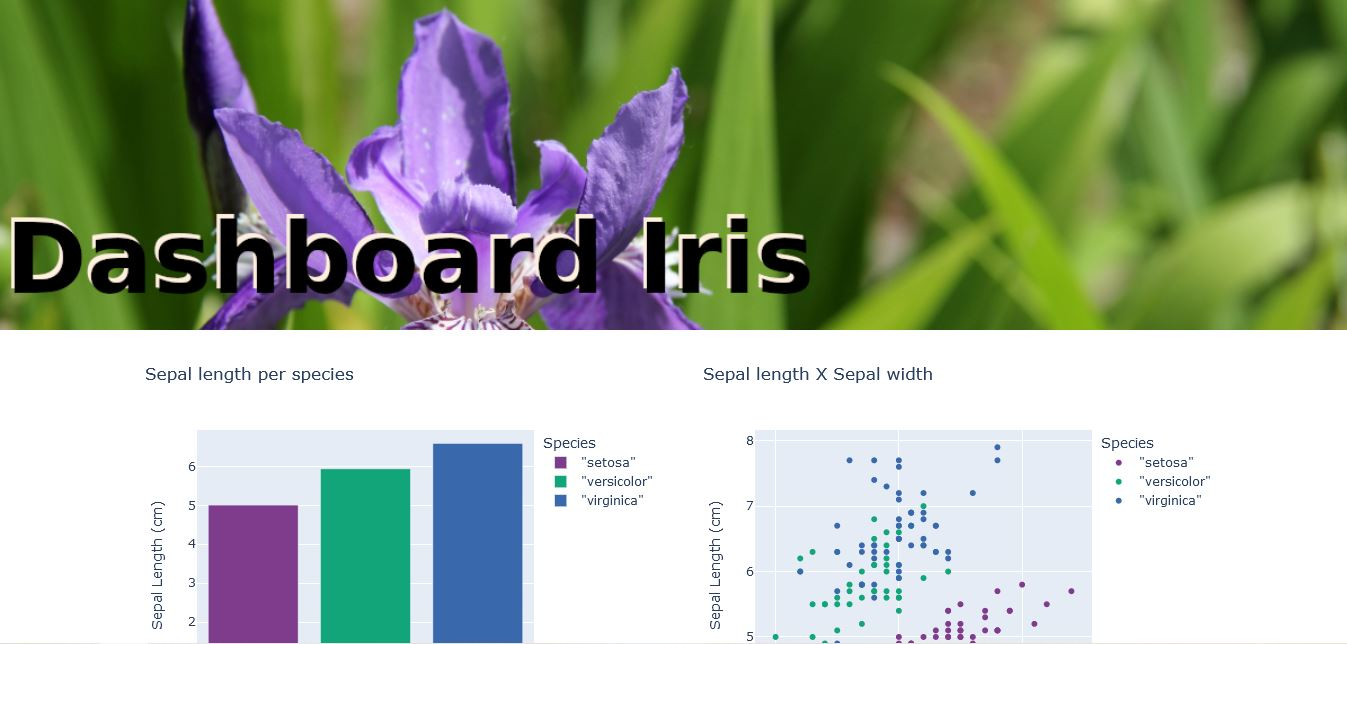 Dashboard Iris
Sepal length per species
Sepal Length (cm)
6
5
4
3
2
Species
"setosa"
"versicolor"
"virginica"
Sepal length X Sepal width
Sepal Length (cm)
8
7
6
5
Species
"setosa"
"versicolor"
"virginica"